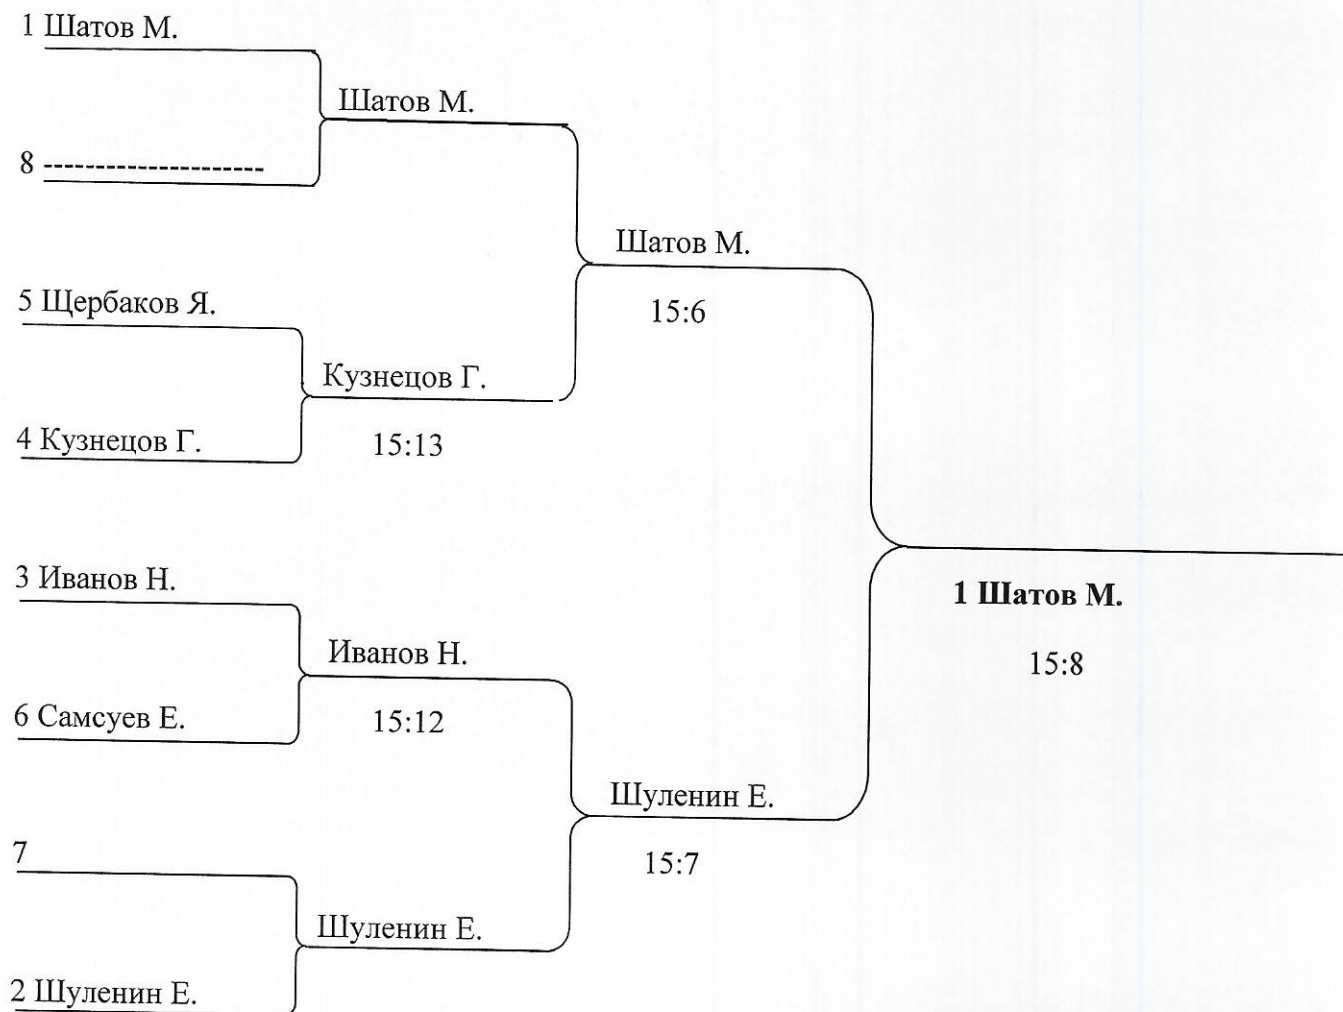 1 Шатов М.
Шатов М.
8 ---------------------
Шатов М.
5 Щербаков Я.
15:6
Кузнецов Г.
4 Кузнецов Г.
15:13
3 Иванов Н.
1 Шатов М.
Иванов Н.
15:8
6 Самсуев Е.
15:12
Шуленин Е.
7
15:7
Шуленин Е.
2 Шуленин Е.